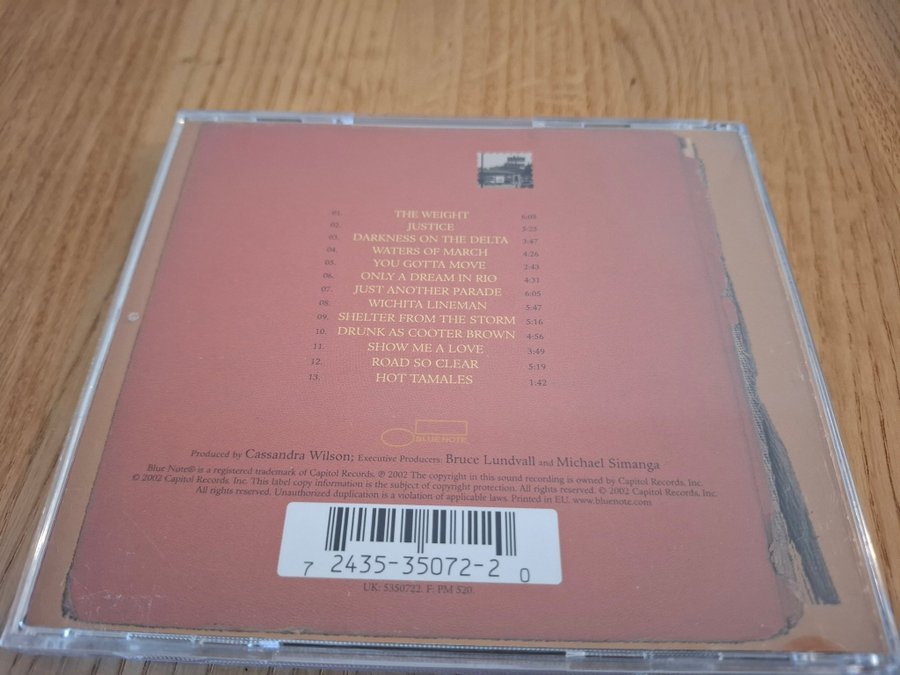 01. THE WEIGHT 6:05
02. JUSTICE 5:25
03. DARKNESS ON THE DELTA 3:47
04. WATERS OF MARCH 4:26
05. YOU GOTTA MOVE 2:43
06. ONLY A DREAM IN RIO 4:31
07. JUST ANOTHER PARADE 6:05
08. WICHITA LINEMAN 5:47
09. SHELTER FROM THE STORM 5:16
10. DRUNK AS COOTER BROWN 4:56
11. SHOW ME A LOVE 3:49
12. ROAD SO CLEAR 5:19
13. HOT TAMALES 1:42
BLUE NOTE
Produced by Cassandra Wilson; Executive Producers: Bruce Lundvall and Michael Simanga
Blue Note® is a registered trademark of Capitol Records. ℗ 2002 The copyright in this sound recording is owned by Capitol Records, Inc.
© 2002 Capitol Records, Inc. This label copy information is the subject of copyright protection. All rights reserved. © 2002 Capitol Records, Inc.
All rights reserved. Unauthorized duplication is a violation of applicable laws. Printed in EU. www.bluenote.com
7 2435-35072-2 0
UK: 5350722. F: PM 520.